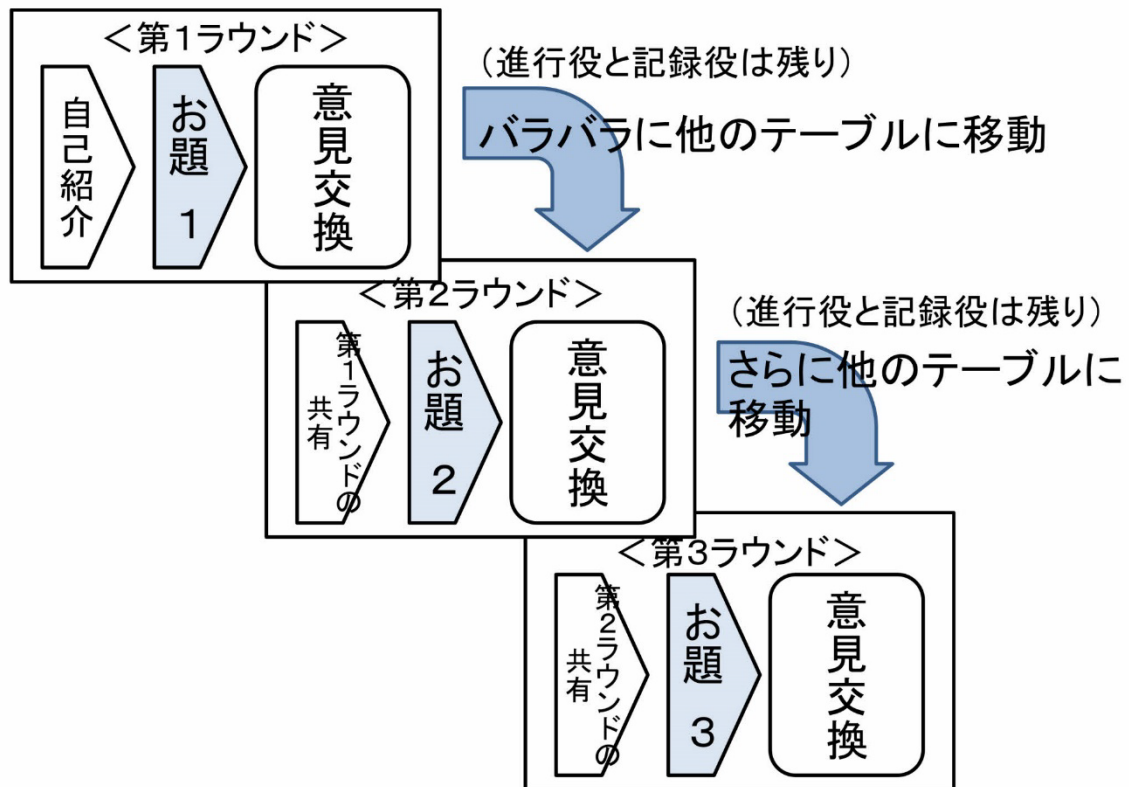 ＜第１ラウンド＞
自己紹介
お題
１
意見交換
（進行役と記録役は残り）
バラバラに他のテーブルに移動
＜第２ラウンド＞
第１ラウンドの
共有
お題
２
意見交換
（進行役と記録役は残り）
さらに他のテーブルに
移動
＜第３ラウンド＞
第２ラウンドの
共有
お題
３
意見交換